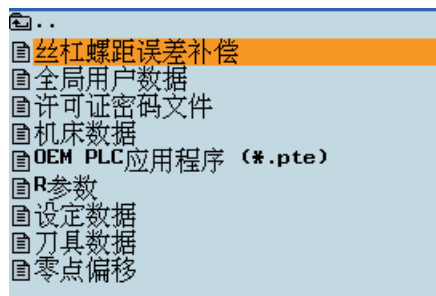 ..
丝杠螺距误差补偿
全局用户数据
许可证密码文件
机床数据
OEM PLC应用程序 (*.pte)
R参数
设定数据
刀具数据
零点偏移